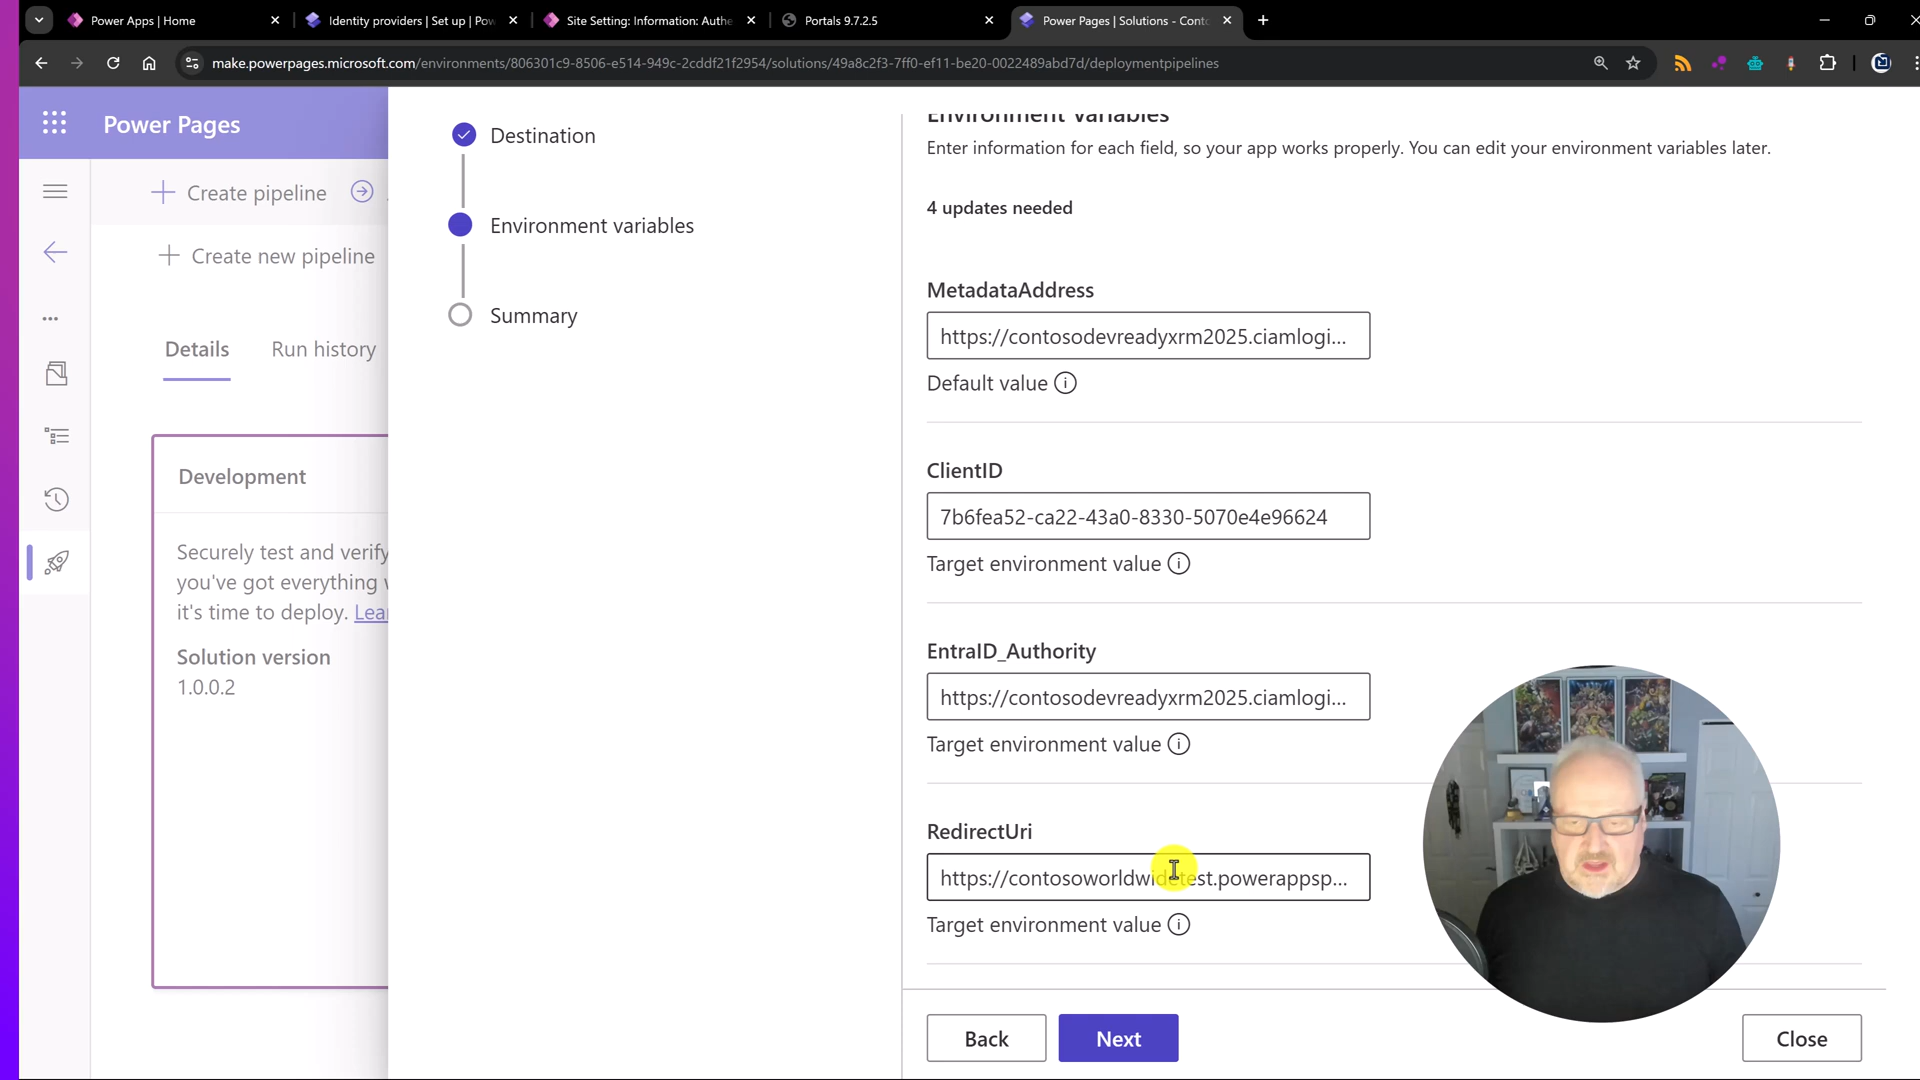 Power Apps | Home
Identity providers | Set up | Pow
Site Setting: Information: Authe
Portals 9.7.2.5
Power Pages | Solutions - Conto
make.powerpages.microsoft.com/environments/806301c9-8506-e514-949c-2cddf21f2954/solutions/49a8c2f3-7ff0-ef11-be20-0022489abd7d/deploymentpipelines
Power Pages
Create pipeline
Create new pipeline
Details
Run history
Development
Securely test and verify
you've got everything
it's time to deploy. Lear
Solution version
1.0.0.2
Destination
Environment variables
Summary
Environment variables
Enter information for each field, so your app works properly. You can edit your environment variables later.
4 updates needed
MetadataAddress
https://contosodevreadyxrm2025.ciamlogi...
Default value
ClientID
7b6fea52-ca22-43a0-8330-5070e4e96624
Target environment value
EntraID_Authority
https://contosodevreadyxrm2025.ciamlogi...
Target environment value
RedirectUri
https://contosoworldwidetest.powerappsp...
Target environment value
Back
Next
Close